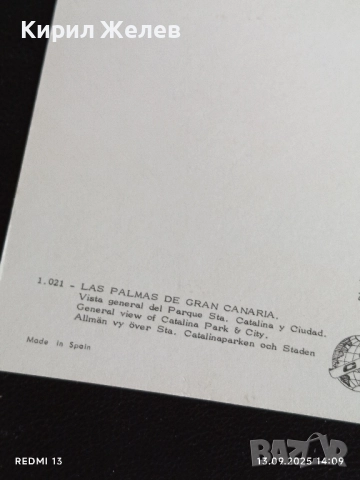 Кирил Желев
1.021 - LAS PALMAS DE GRAN CANARIA.
Vista general del Parque Sta. Catalina y Ciudad.
General view of Catalina Park & City.
Allmän vy över Sta. Catalinaparken och Staden
Made in Spain
REDMI 13
13.09.2025 14:09
BAZAR